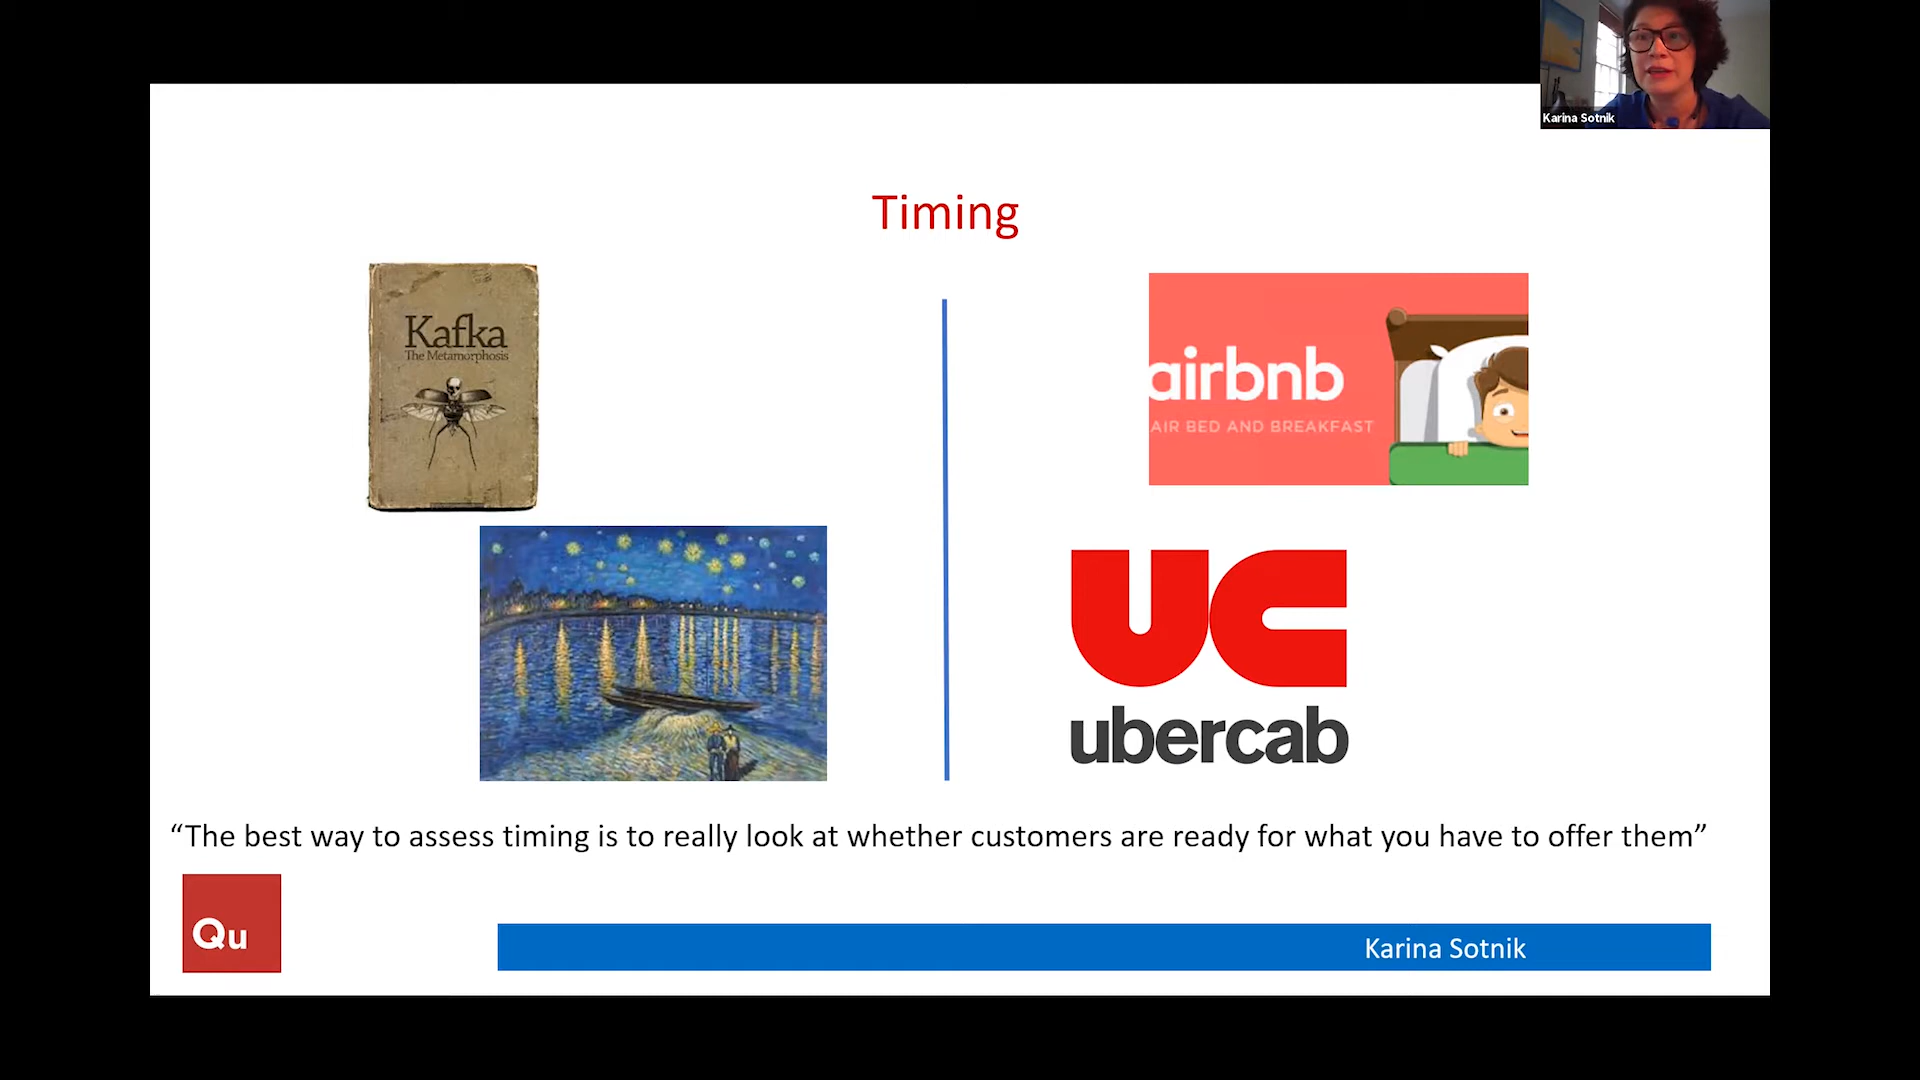 Karina Sotnik
Timing
Kafka
The Metamorphosis
airbnb
AIR BED AND BREAKFAST
UC
ubercab
“The best way to assess timing is to really look at whether customers are ready for what you have to offer them”
Qu
Karina Sotnik